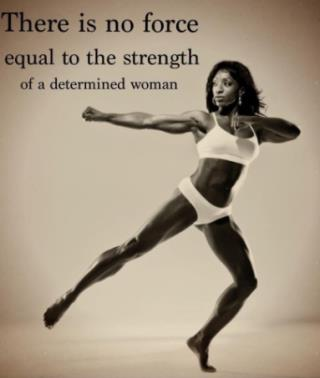 There is no force
equal to the strength
of a determined woman